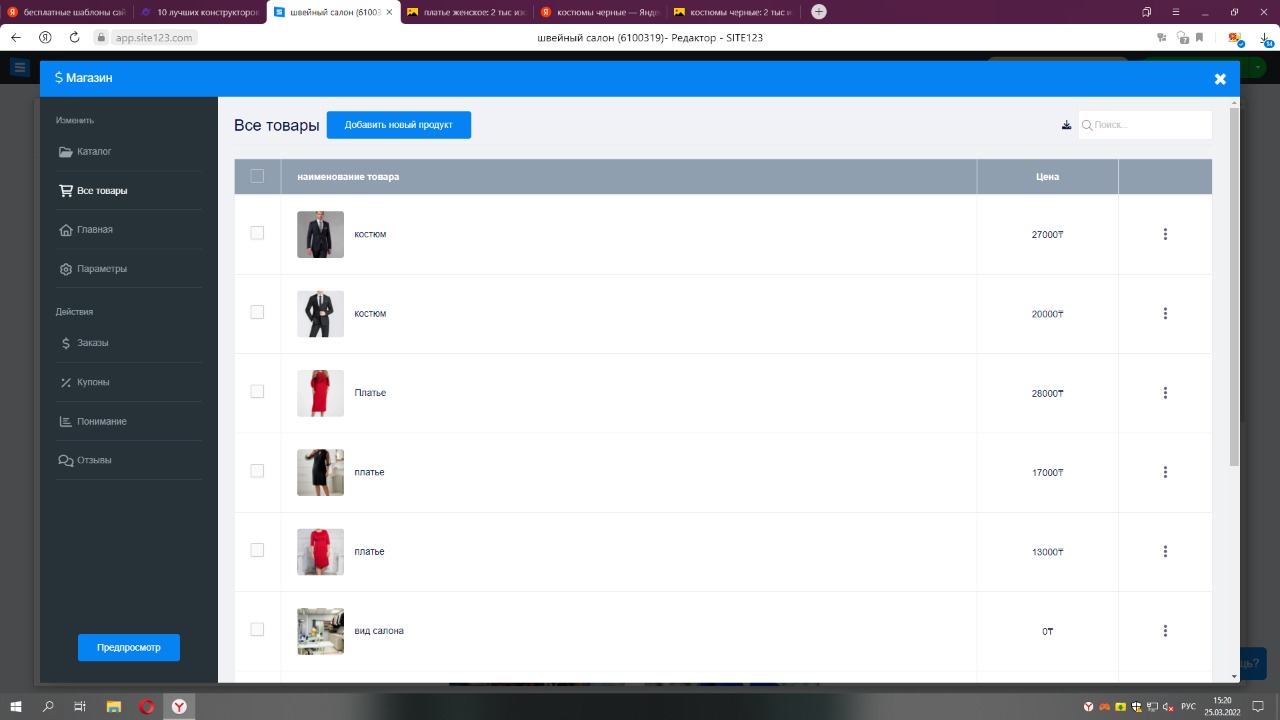 бесплатные шаблоны сай
10 лучших конструкторов
швейный салон (61003
платье женское: 2 тыс из
костюмы черные — Янд
костюмы черные: 2 тыс и
app.site123.com
швейный салон (6100319)- Редактор - SITE123
$ Магазин
Изменить
Каталог
Все товары
Главная
Параметры
Действия
Заказы
Купоны
Понимание
Отзывы
Предпросмотр
Все товары
Добавить новый продукт
Поиск...
наименование товара
Цена
костюм
27000₸
костюм
20000₸
Платье
28000₸
платье
17000₸
платье
13000₸
вид салона
0₸
щь?
РУС
15:20
25.03.2022